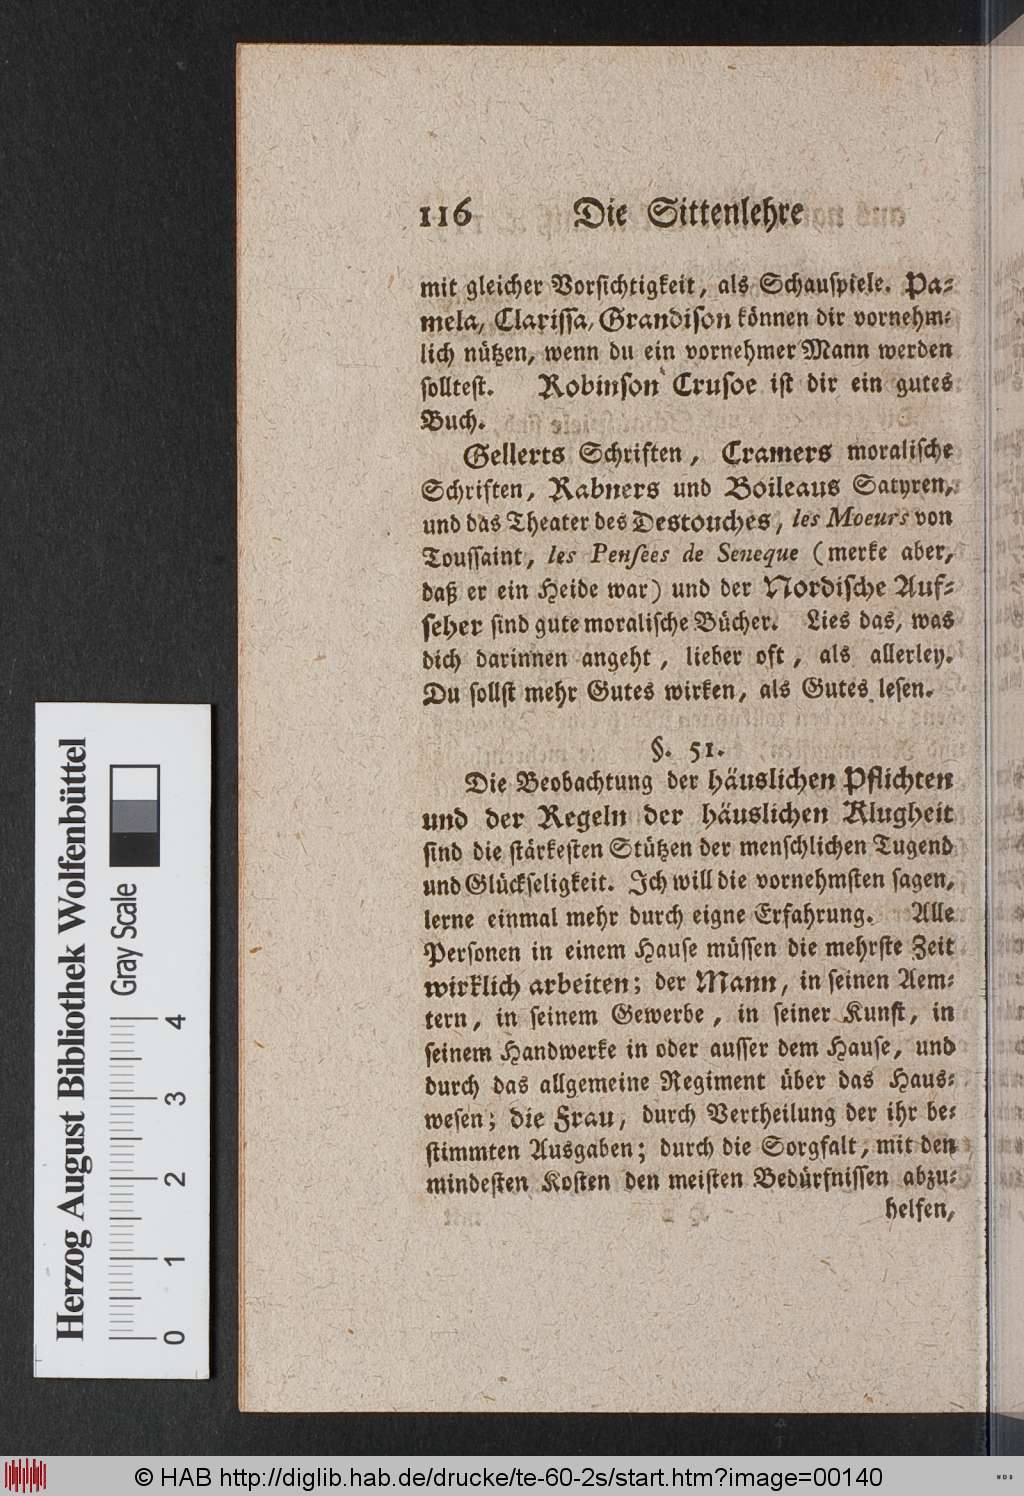 116 Die Sittenlehre
mit gleicher Vorsichtigkeit, als Schauspiele. Pa-
mela, Clarissa, Grandison können dir vornehm-
lich nützen, wenn du ein vornehmer Mann werden
solltest. Robinson Crusoe ist dir ein gutes
Buch.
Gellerts Schriften, Cramers moralische
Schriften, Rabners und Boileaus Satyren,
und das Theater des Destouches, les Moeurs von
Toussaint, les Pensées de Seneque (merke aber,
daß er ein Heide war) und der Nordische Auf-
seher sind gute moralische Bücher. Lies das, was
dich darinnen angeht, lieber oft, als allerley.
Du sollst mehr Gutes wirken, als Gutes lesen.
§. 51.
Die Beobachtung der häuslichen Pflichten
und der Regeln der häuslichen Klugheit
sind die stärkesten Stützen der menschlichen Tugend
und Glückseligkeit. Ich will die vornehmsten sagen,
lerne einmal mehr durch eigne Erfahrung. Alle
Personen in einem Hause müssen die mehrste Zeit
wirklich arbeiten; der Mann, in seinen Aem-
tern, in seinem Gewerbe, in seiner Kunst, in
seinem Handwerke in oder ausser dem Hause, und
durch das allgemeine Regiment über das Haus-
wesen; die Frau, durch Vertheilung der ihr be-
stimmten Ausgaben; durch die Sorgfalt, mit den
mindesten Kosten den meisten Bedürfnissen abzu-
helfen,
Herzog August Bibliothek Wolfenbüttel
Gray Scale
0 1 2 3 4
© HAB http://diglib.hab.de/drucke/te-60-2s/start.htm?image=00140